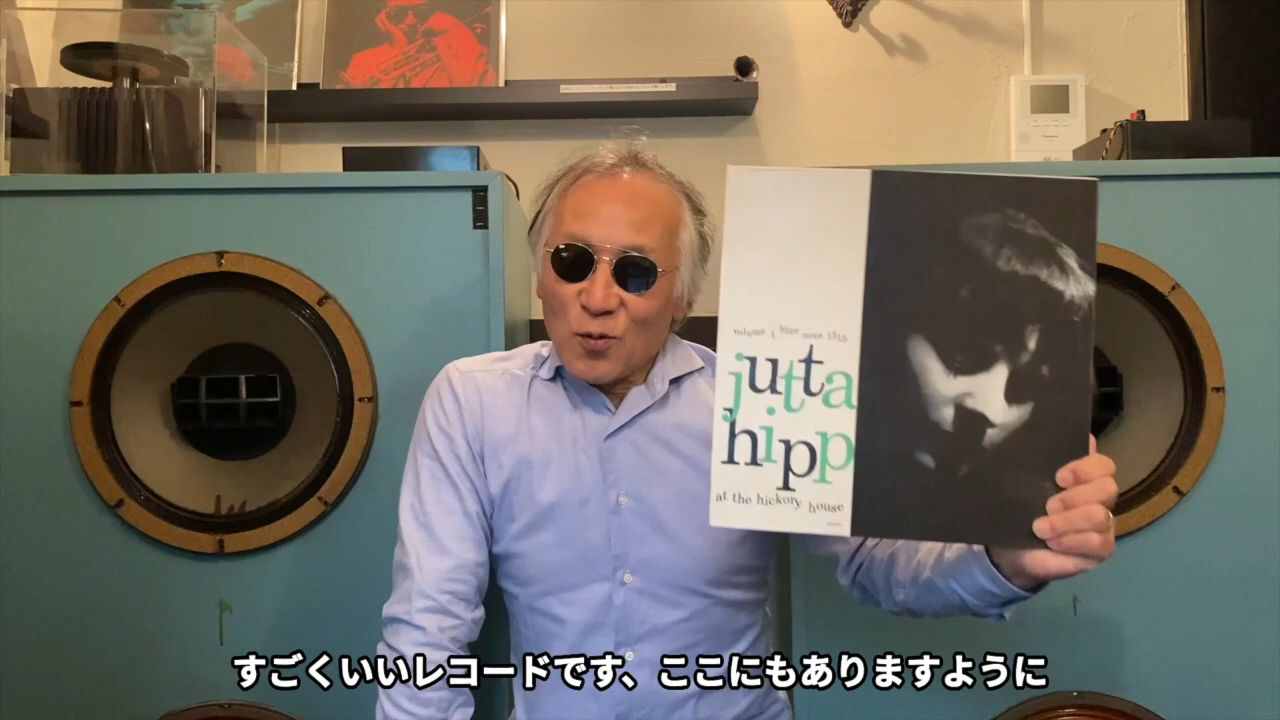 volume 1 blue note 1515
jutta
hipp
at the hickory house
すごくいいレコードです、ここにもありますように